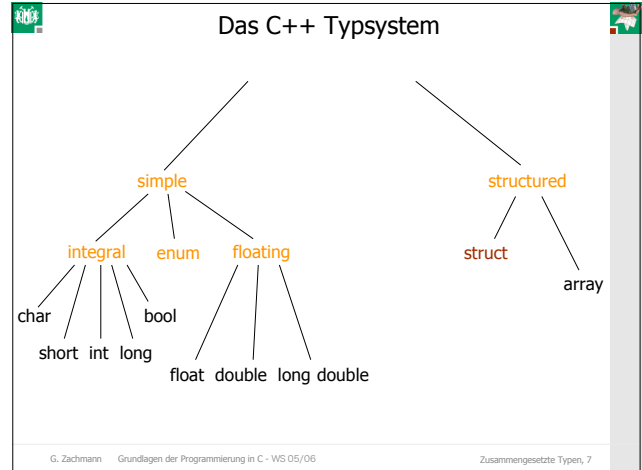 Das C++ Typsystem
simple
structured
integral
enum
floating
struct
array
char
bool
short
int
long
float
double
long double
G. Zachmann Grundlagen der Programmierung in C - WS 05/06
Zusammengesetzte Typen, 7